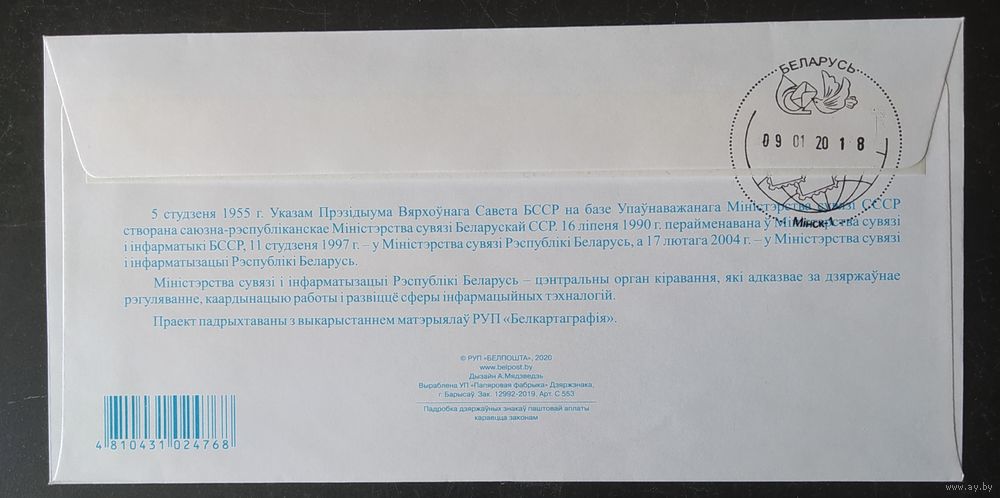 БЕЛАРУСЬ
09 01 20 18
Мінск-1
5 студзеня 1955 г. Указам Прэзідыума Вярхоўнага Савета БССР на базе Упаўнаважанага Міністэрства сувязі СССР
створана саюзна-рэспубліканскае Міністэрства сувязі Беларускай ССР. 16 ліпеня 1990 г. перайменавана ў Міністэрства сувязі
і інфарматыкі БССР, 11 студзеня 1997 г. – у Міністэрства сувязі Рэспублікі Беларусь, а 17 лютага 2004 г. – у Міністэрства сувязі
і інфарматызацыі Рэспублікі Беларусь.
Міністэрства сувязі і інфарматызацыі Рэспублікі Беларусь – цэнтральны орган кіравання, які адказвае за дзяржаўнае
рэгуляванне, каардынацыю работы і развіццё сферы інфармацыйных тэхналогій.
Праект падрыхтаваны з выкарыстаннем матэрыялаў РУП «Белкартаграфія».
© РУП «БЕЛПОШТА», 2020
www.belpost.by
Дызайн А.Мядзведзь
Выраблена УП «Папяровая фабрыка» Дзяржзнака,
г. Барысаў. Зак. 12992-2019. Арт. С 553
Падробка дзяржаўных знакаў паштовай аплаты
караецца законам
4 810431 024768
www.ay.by